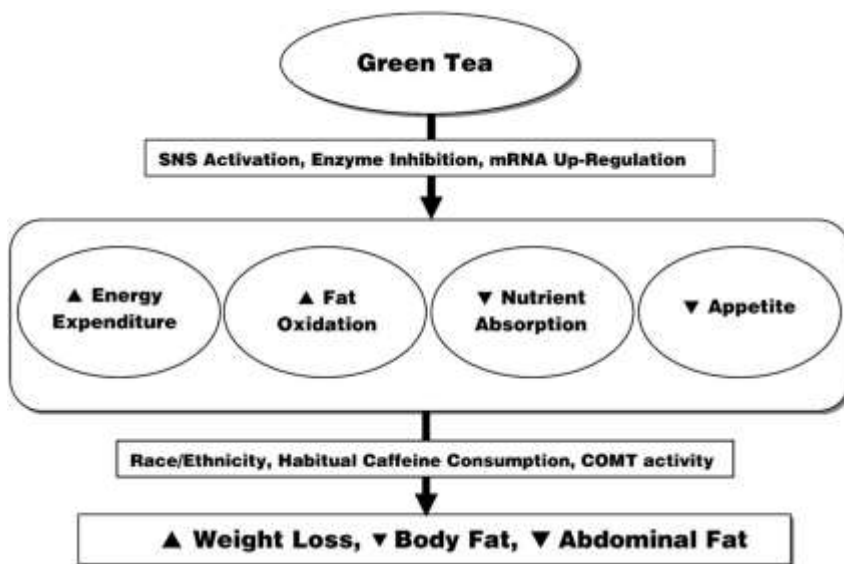 Green Tea
SNS Activation, Enzyme Inhibition, mRNA Up-Regulation
▲ Energy
Expenditure
▲ Fat
Oxidation
▼ Nutrient
Absorption
▼ Appetite
Race/Ethnicity, Habitual Caffeine Consumption, COMT activity
▲ Weight Loss, ▼ Body Fat, ▼ Abdominal Fat